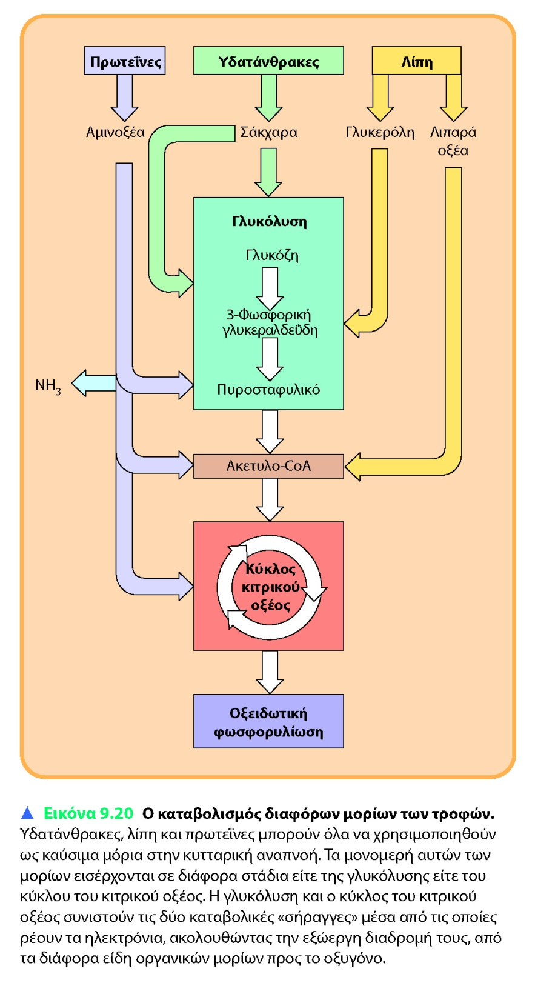 Πρωτεΐνες
Υδατάνθρακες
Λίπη
Αμινοξέα
Σάκχαρα
Γλυκερόλη
Λιπαρά
οξέα
Γλυκόλυση
Γλυκόζη
3-Φωσφορική
γλυκεραλδεΰδη
NH3
Πυροσταφυλικό
Ακετυλο-CoA
Κύκλος
κιτρικού
οξέος
Οξειδωτική
φωσφορυλίωση
▲ Εικόνα 9.20 Ο καταβολισμός διαφόρων μορίων των τροφών.
Υδατάνθρακες, λίπη και πρωτεΐνες μπορούν όλα να χρησιμοποιηθούν
ως καύσιμα μόρια στην κυτταρική αναπνοή. Τα μονομερή αυτών των
μορίων εισέρχονται σε διάφορα στάδια είτε της γλυκόλυσης είτε του
κύκλου του κιτρικού οξέος. Η γλυκόλυση και ο κύκλος του κιτρικού
οξέος συνιστούν τις δύο καταβολικές «σήραγγες» μέσα από τις οποίες
ρέουν τα ηλεκτρόνια, ακολουθώντας την εξώεργη διαδρομή τους, από
τα διάφορα είδη οργανικών μορίων προς το οξυγόνο.